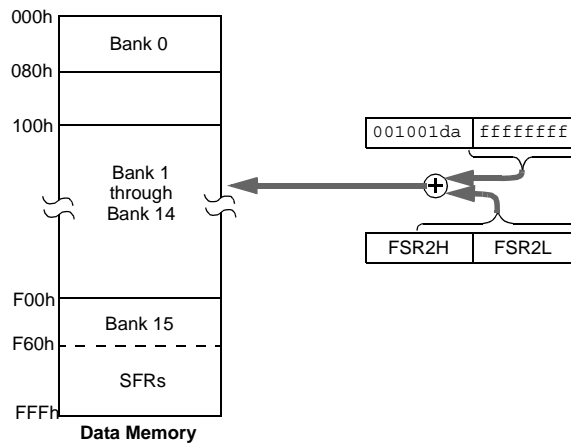 000h
Bank 0
080h
100h
001001da ffffffff
Bank 1
through
Bank 14
FSR2H FSR2L
F00h
Bank 15
F60h
SFRs
FFFh
Data Memory